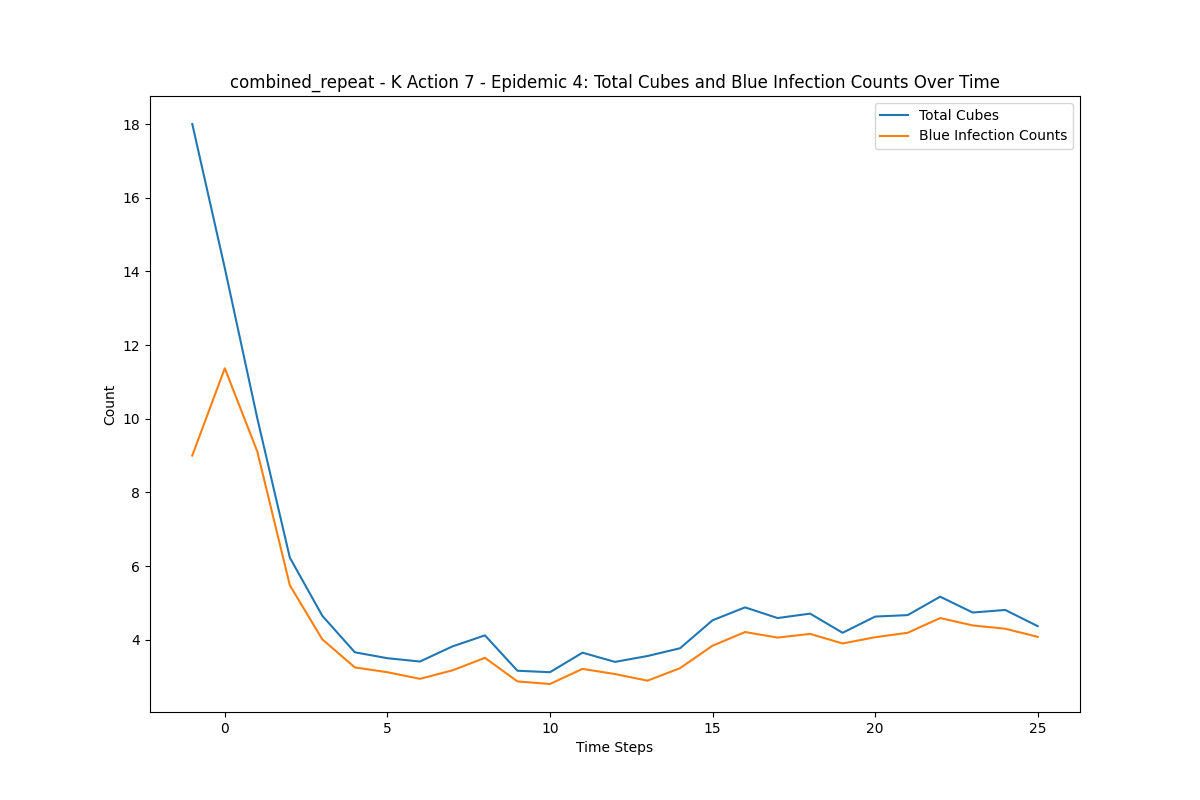 combined_repeat - K Action 7 - Epidemic 4: Total Cubes and Blue Infection Counts Over Time
Total Cubes
Blue Infection Counts
18
16
14
12
10
8
6
4
Count
0 5 10 15 20 25
Time Steps